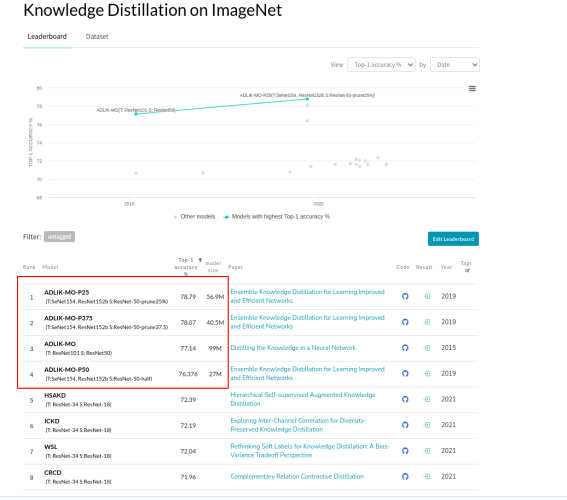 Knowledge Distillation on ImageNet
Leaderboard Dataset
View Top-1 accuracy % by Date
ADLIK-MO-P25(T:SeNet154, ResNet152b S:ResNet-50-prune25%)
ADLIK-MO(T: ResNet101 S: ResNet50)
TOP-1 ACCURACY %
80
78
76
74
72
70
68
2016 2020
Other models Models with highest Top-1 accuracy %
Filter: untagged
Edit Leaderboard
Rank Model Top-1 accuracy % model size Paper Code Result Year Tags
1 ADLIK-MO-P25 78.79 56.9M Ensemble Knowledge Distillation for Learning Improved 2019
(T:SeNet154, ResNet152b S:ResNet-50-prune25%) and Efficient Networks
2 ADLIK-MO-P375 78.07 40.5M Ensemble Knowledge Distillation for Learning Improved 2019
(T:SeNet154, ResNet152b S:ResNet-50-prune37.5) and Efficient Networks
3 ADLIK-MO 77.14 99M Distilling the Knowledge in a Neural Network 2015
(T: ResNet101 S: ResNet50)
4 ADLIK-MO-P50 76.376 27M Ensemble Knowledge Distillation for Learning Improved 2019
(T:SeNet154, ResNet152b S:ResNet-50-half) and Efficient Networks
5 HSAKD 72.39 Hierarchical Self-supervised Augmented Knowledge 2021
(T: ResNet-34 S:ResNet-18) Distillation
6 ICKD 72.19 Exploring Inter-Channel Correlation for Diversity- 2021
(T: ResNet-34 S:ResNet-18) Preserved Knowledge Distillation
7 WSL 72.04 Rethinking Soft Labels for Knowledge Distillation: A Bias- 2021
(T: ResNet-34 S:ResNet-18) Variance Tradeoff Perspective
8 CRCD 71.96 Complementary Relation Contrastive Distillation 2021
(T: ResNet-34 S:ResNet-18)